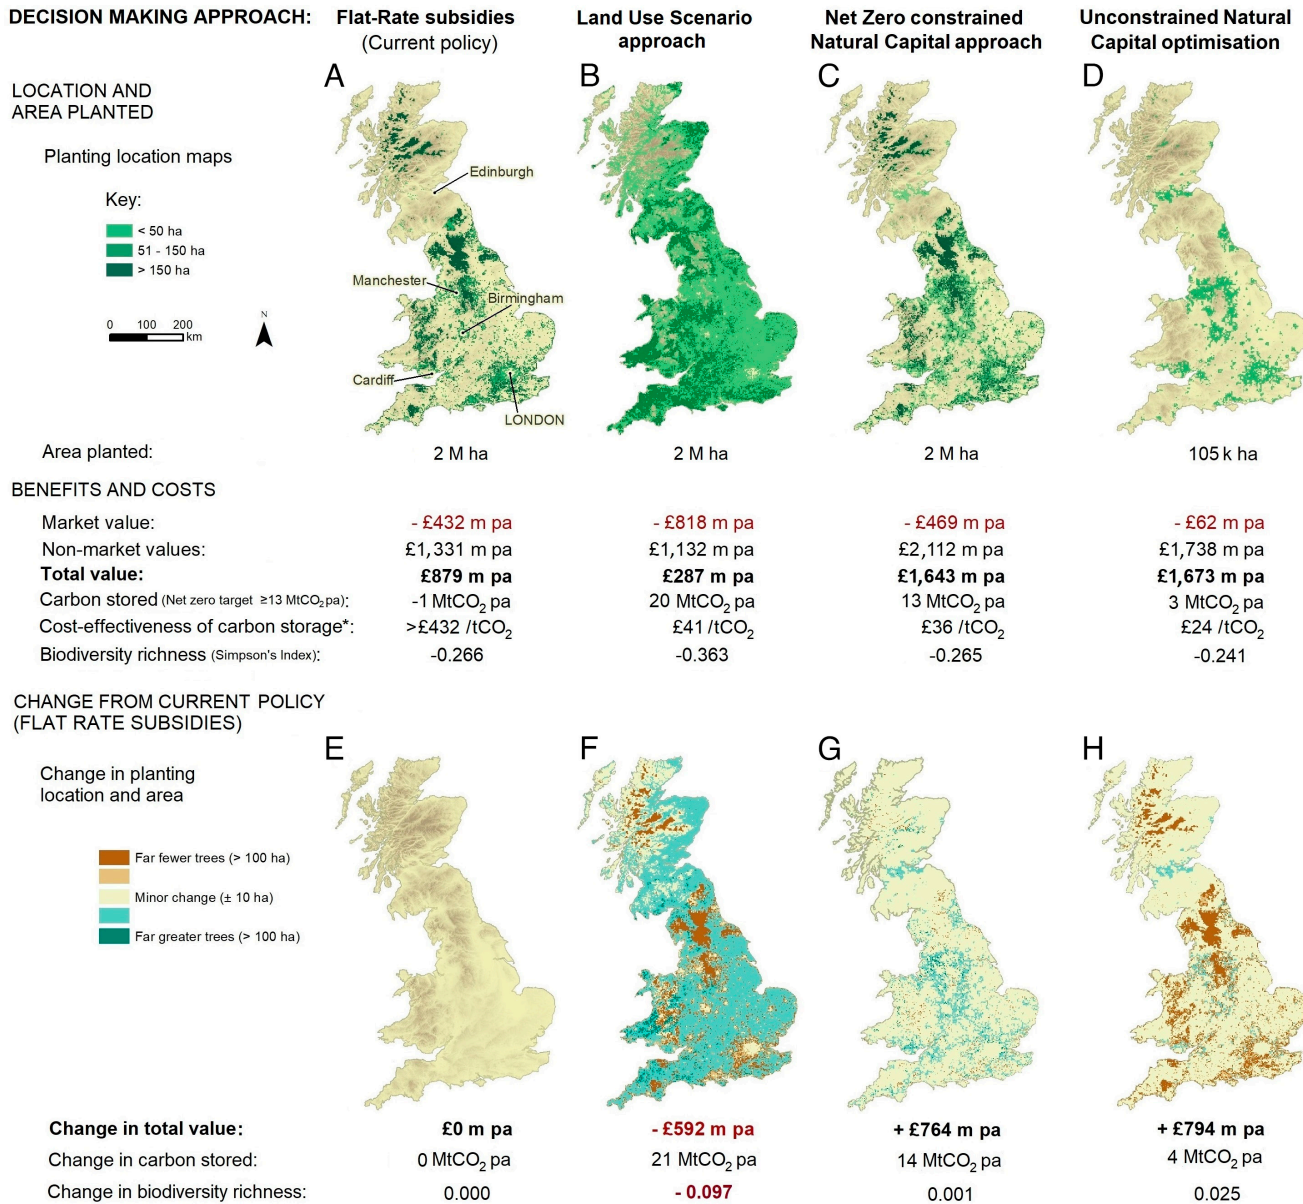 DECISION MAKING APPROACH:
Flat-Rate subsidies
(Current policy)
Land Use Scenario
approach
Net Zero constrained
Natural Capital approach
Unconstrained Natural
Capital optimisation
LOCATION AND
AREA PLANTED
Planting location maps
Key:
< 50 ha
51 - 150 ha
> 150 ha
0 100 200
km
N
A
Edinburgh
Manchester
Birmingham
Cardiff
LONDON
B
C
D
Area planted: 2 M ha 2 M ha 2 M ha 105 k ha
BENEFITS AND COSTS
Market value: - £432 m pa - £818 m pa - £469 m pa - £62 m pa
Non-market values: £1,331 m pa £1,132 m pa £2,112 m pa £1,738 m pa
Total value: £879 m pa £287 m pa £1,643 m pa £1,673 m pa
Carbon stored (Net zero target ≥13 MtCO2 pa): -1 MtCO2 pa 20 MtCO2 pa 13 MtCO2 pa 3 MtCO2 pa
Cost-effectiveness of carbon storage*: >£432 /tCO2 £41 /tCO2 £36 /tCO2 £24 /tCO2
Biodiversity richness (Simpson's Index): -0.266 -0.363 -0.265 -0.241
CHANGE FROM CURRENT POLICY
(FLAT RATE SUBSIDIES)
E
F
G
H
Change in planting
location and area
Far fewer trees (> 100 ha)
Minor change (± 10 ha)
Far greater trees (> 100 ha)
Change in total value: £0 m pa - £592 m pa + £764 m pa + £794 m pa
Change in carbon stored: 0 MtCO2 pa 21 MtCO2 pa 14 MtCO2 pa 4 MtCO2 pa
Change in biodiversity richness: 0.000 - 0.097 0.001 0.025